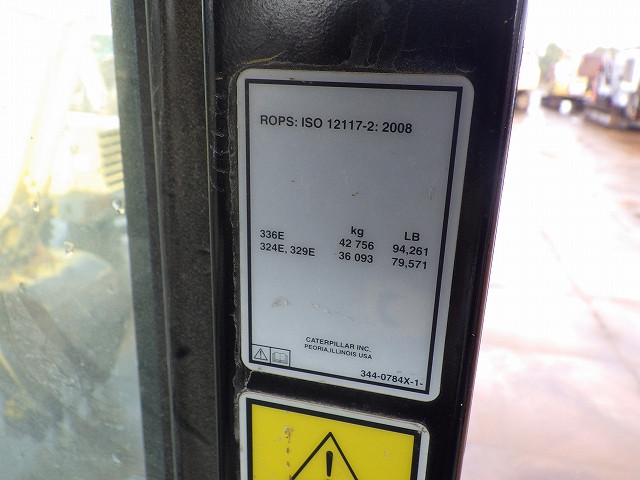 ROPS: ISO 12117-2: 2008
kg LB
336E 42 756 94,261
324E, 329E 36 093 79,571
CATERPILLAR INC.
PEORIA,ILLINOIS USA
344-0784X-1-